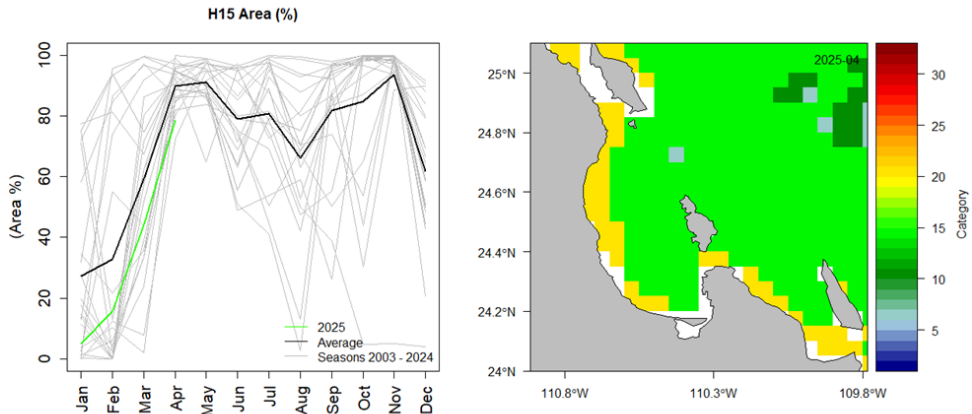 H15 Area (%)
(Area %)
100
80
60
40
20
0
2025
Average
Seasons 2003 - 2024
Jan
Feb
Mar
Apr
May
Jun
Jul
Aug
Sep
Oct
Nov
Dec
2025-04
25°N
24.8°N
24.6°N
24.4°N
24.2°N
24°N
110.8°W
110.3°W
109.8°W
30
25
20
15
10
5
Category